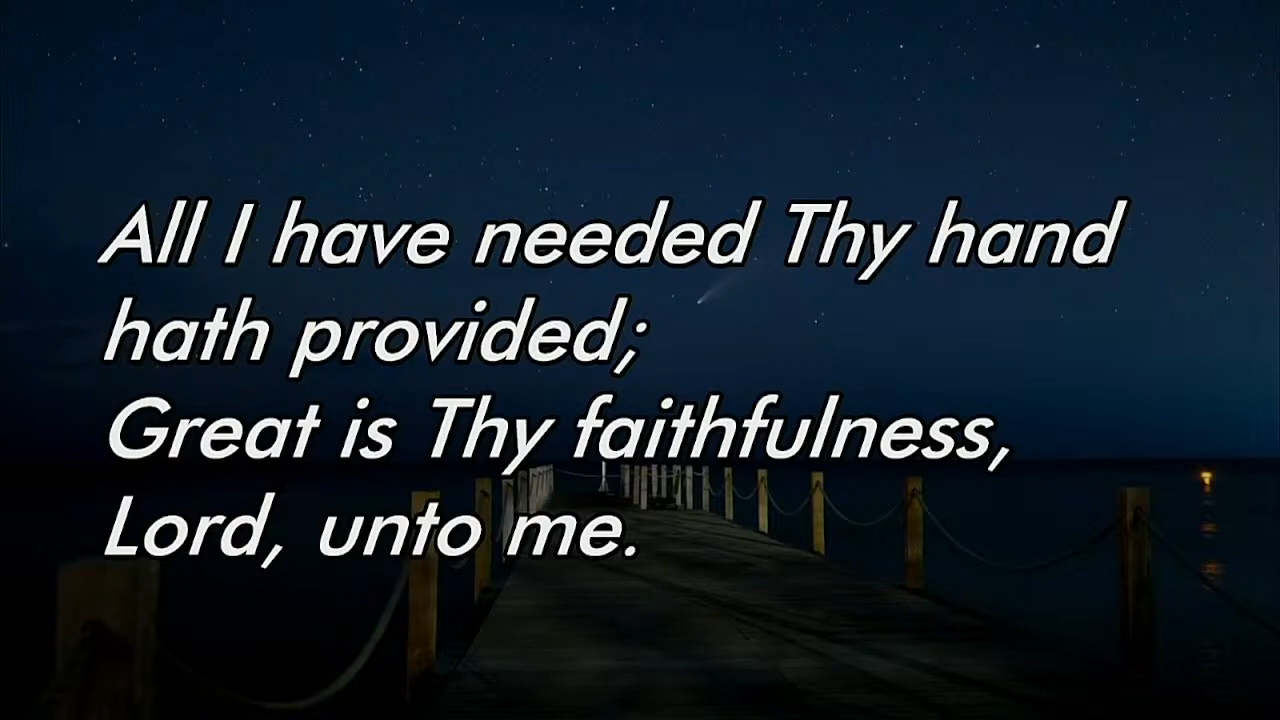 All I have needed Thy hand
hath provided;
Great is Thy faithfulness,
Lord, unto me.